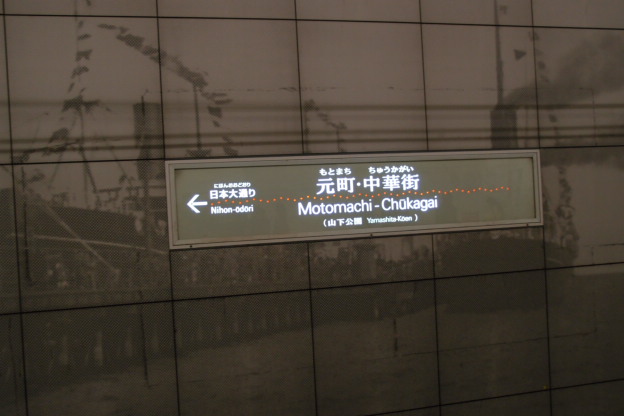 にほんおおどおり
日本大通り
Nihon-ōdōri
もとまち ちゅうかがい
元町・中華街
Motomachi - Chūkagai
(山下公園 Yamashita-Kōen)